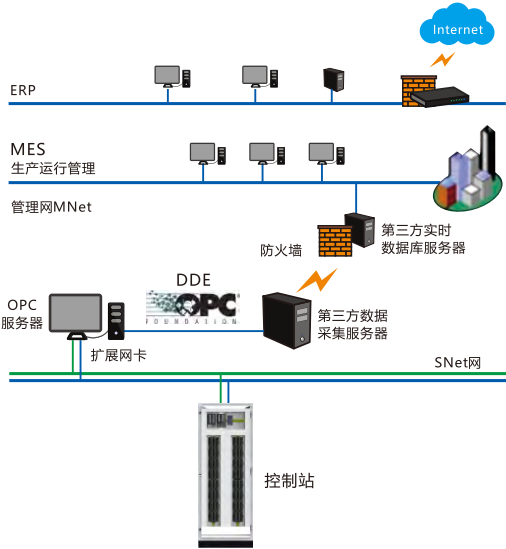 Internet
ERP
MES
生产运行管理
管理网MNet
防火墙
第三方实时
数据库服务器
DDE
OPC
FOUNDATION
OPC
服务器
扩展网卡
第三方数据
采集服务器
SNet网
控制站